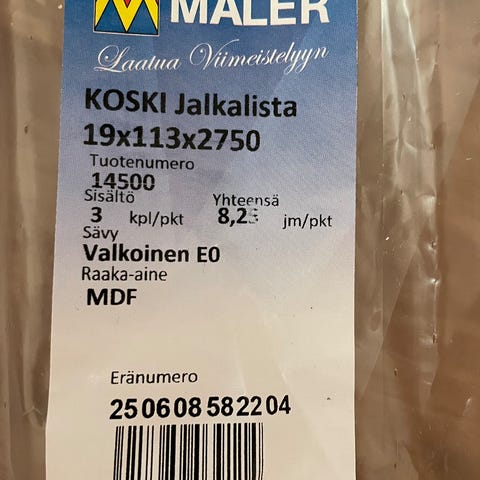 MALER
Laatua Viimeistelyyn
KOSKI Jalkalista
19x113x2750
Tuotenumero
14500
Sisältö Yhteensä
3 kpl/pkt 8,25 jm/pkt
Sävy
Valkoinen E0
Raaka-aine
MDF
Eränumero
25 06 08 58 22 04